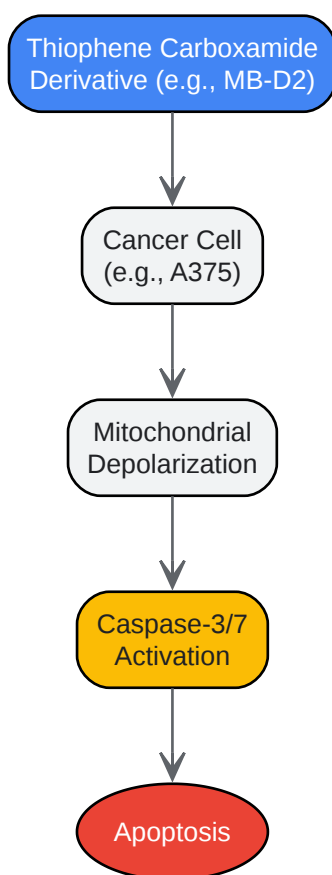 Thiophene Carboxamide
Derivative (e.g., MB-D2)
Cancer Cell
(e.g., A375)
Mitochondrial
Depolarization
Caspase-3/7
Activation
Apoptosis